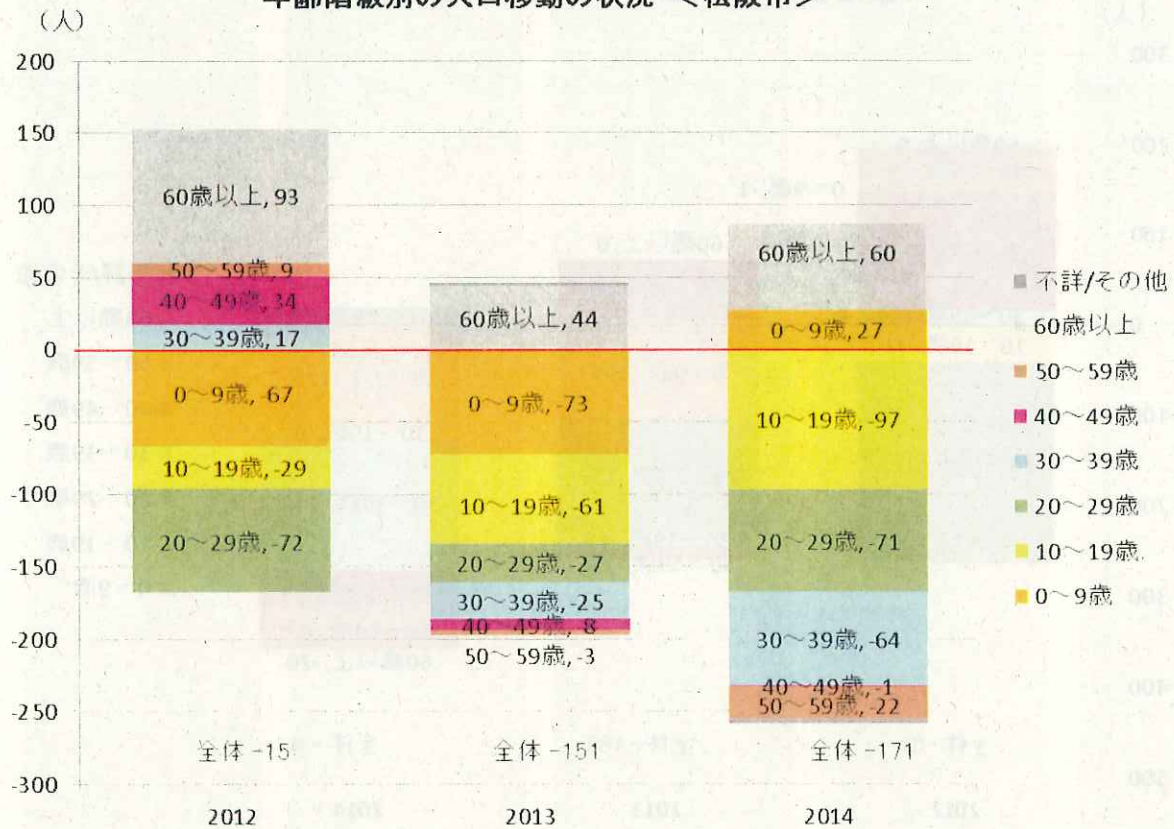 （人）
200
150
100
50
0
-50
-100
-150
-200
-250
-300
60歳以上, 93
50～59歳, 9
40～49歳, 34
30～39歳, 17
0～9歳, -67
10～19歳, -29
20～29歳, -72
全体 -15
2012
60歳以上, 44
0～9歳, -73
10～19歳, -61
20～29歳, -27
30～39歳, -25
40～49歳, -8
50～59歳, -3
全体 -151
2013
60歳以上, 60
0～9歳, 27
10～19歳, -97
20～29歳, -71
30～39歳, -64
40～49歳, -1
50～59歳, -22
全体 -171
2014
不詳/その他
60歳以上
50～59歳
40～49歳
30～39歳
20～29歳
10～19歳
0～9歳